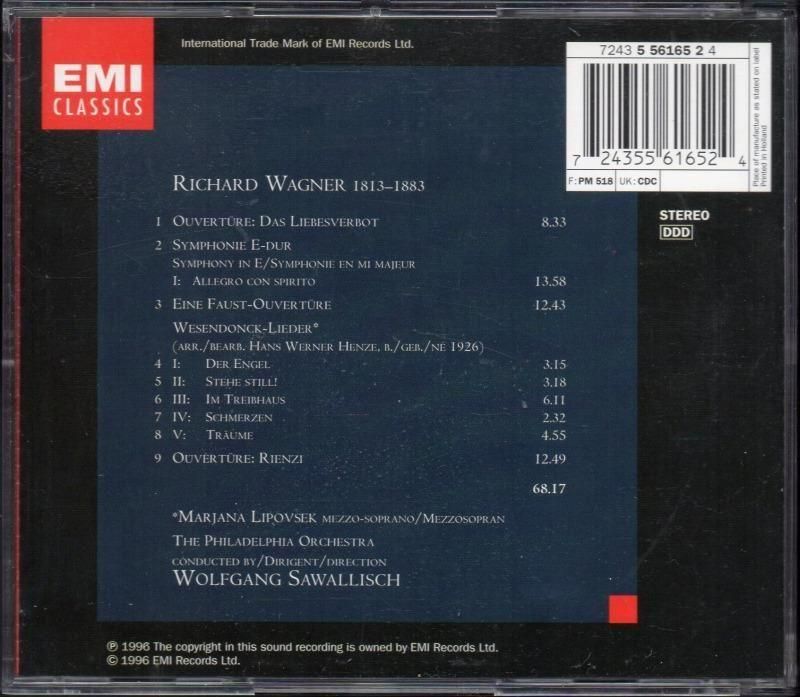 International Trade Mark of EMI Records Ltd.
EMI
CLASSICS
7243 5 56165 2 4
7 24355 61652 4
F: PM 518 UK: CDC
Place of manufacture as stated on label
Printed in Holland
STEREO
DDD
RICHARD WAGNER 1813–1883
1 OUVERTÜRE: DAS LIEBESVERBOT 8.33
2 SYMPHONIE E-DUR
SYMPHONY IN E/SYMPHONIE EN MI MAJEUR
I: ALLEGRO CON SPIRITO 13.58
3 EINE FAUST-OUVERTÜRE 12.43
WESENDONCK-LIEDER*
(ARR./BEARB. HANS WERNER HENZE, B./GEB./NÉ 1926)
4 I: DER ENGEL 3.15
5 II: STEHE STILL! 3.18
6 III: IM TREIBHAUS 6.11
7 IV: SCHMERZEN 2.32
8 V: TRÄUME 4.55
9 OUVERTÜRE: RIENZI 12.49
68.17
*MARJANA LIPOVSEK MEZZO-SOPRANO/MEZZOSOPRAN
THE PHILADELPHIA ORCHESTRA
CONDUCTED BY/DIRIGENT/DIRECTION
WOLFGANG SAWALLISCH
℗ 1996 The copyright in this sound recording is owned by EMI Records Ltd.
© 1996 EMI Records Ltd.